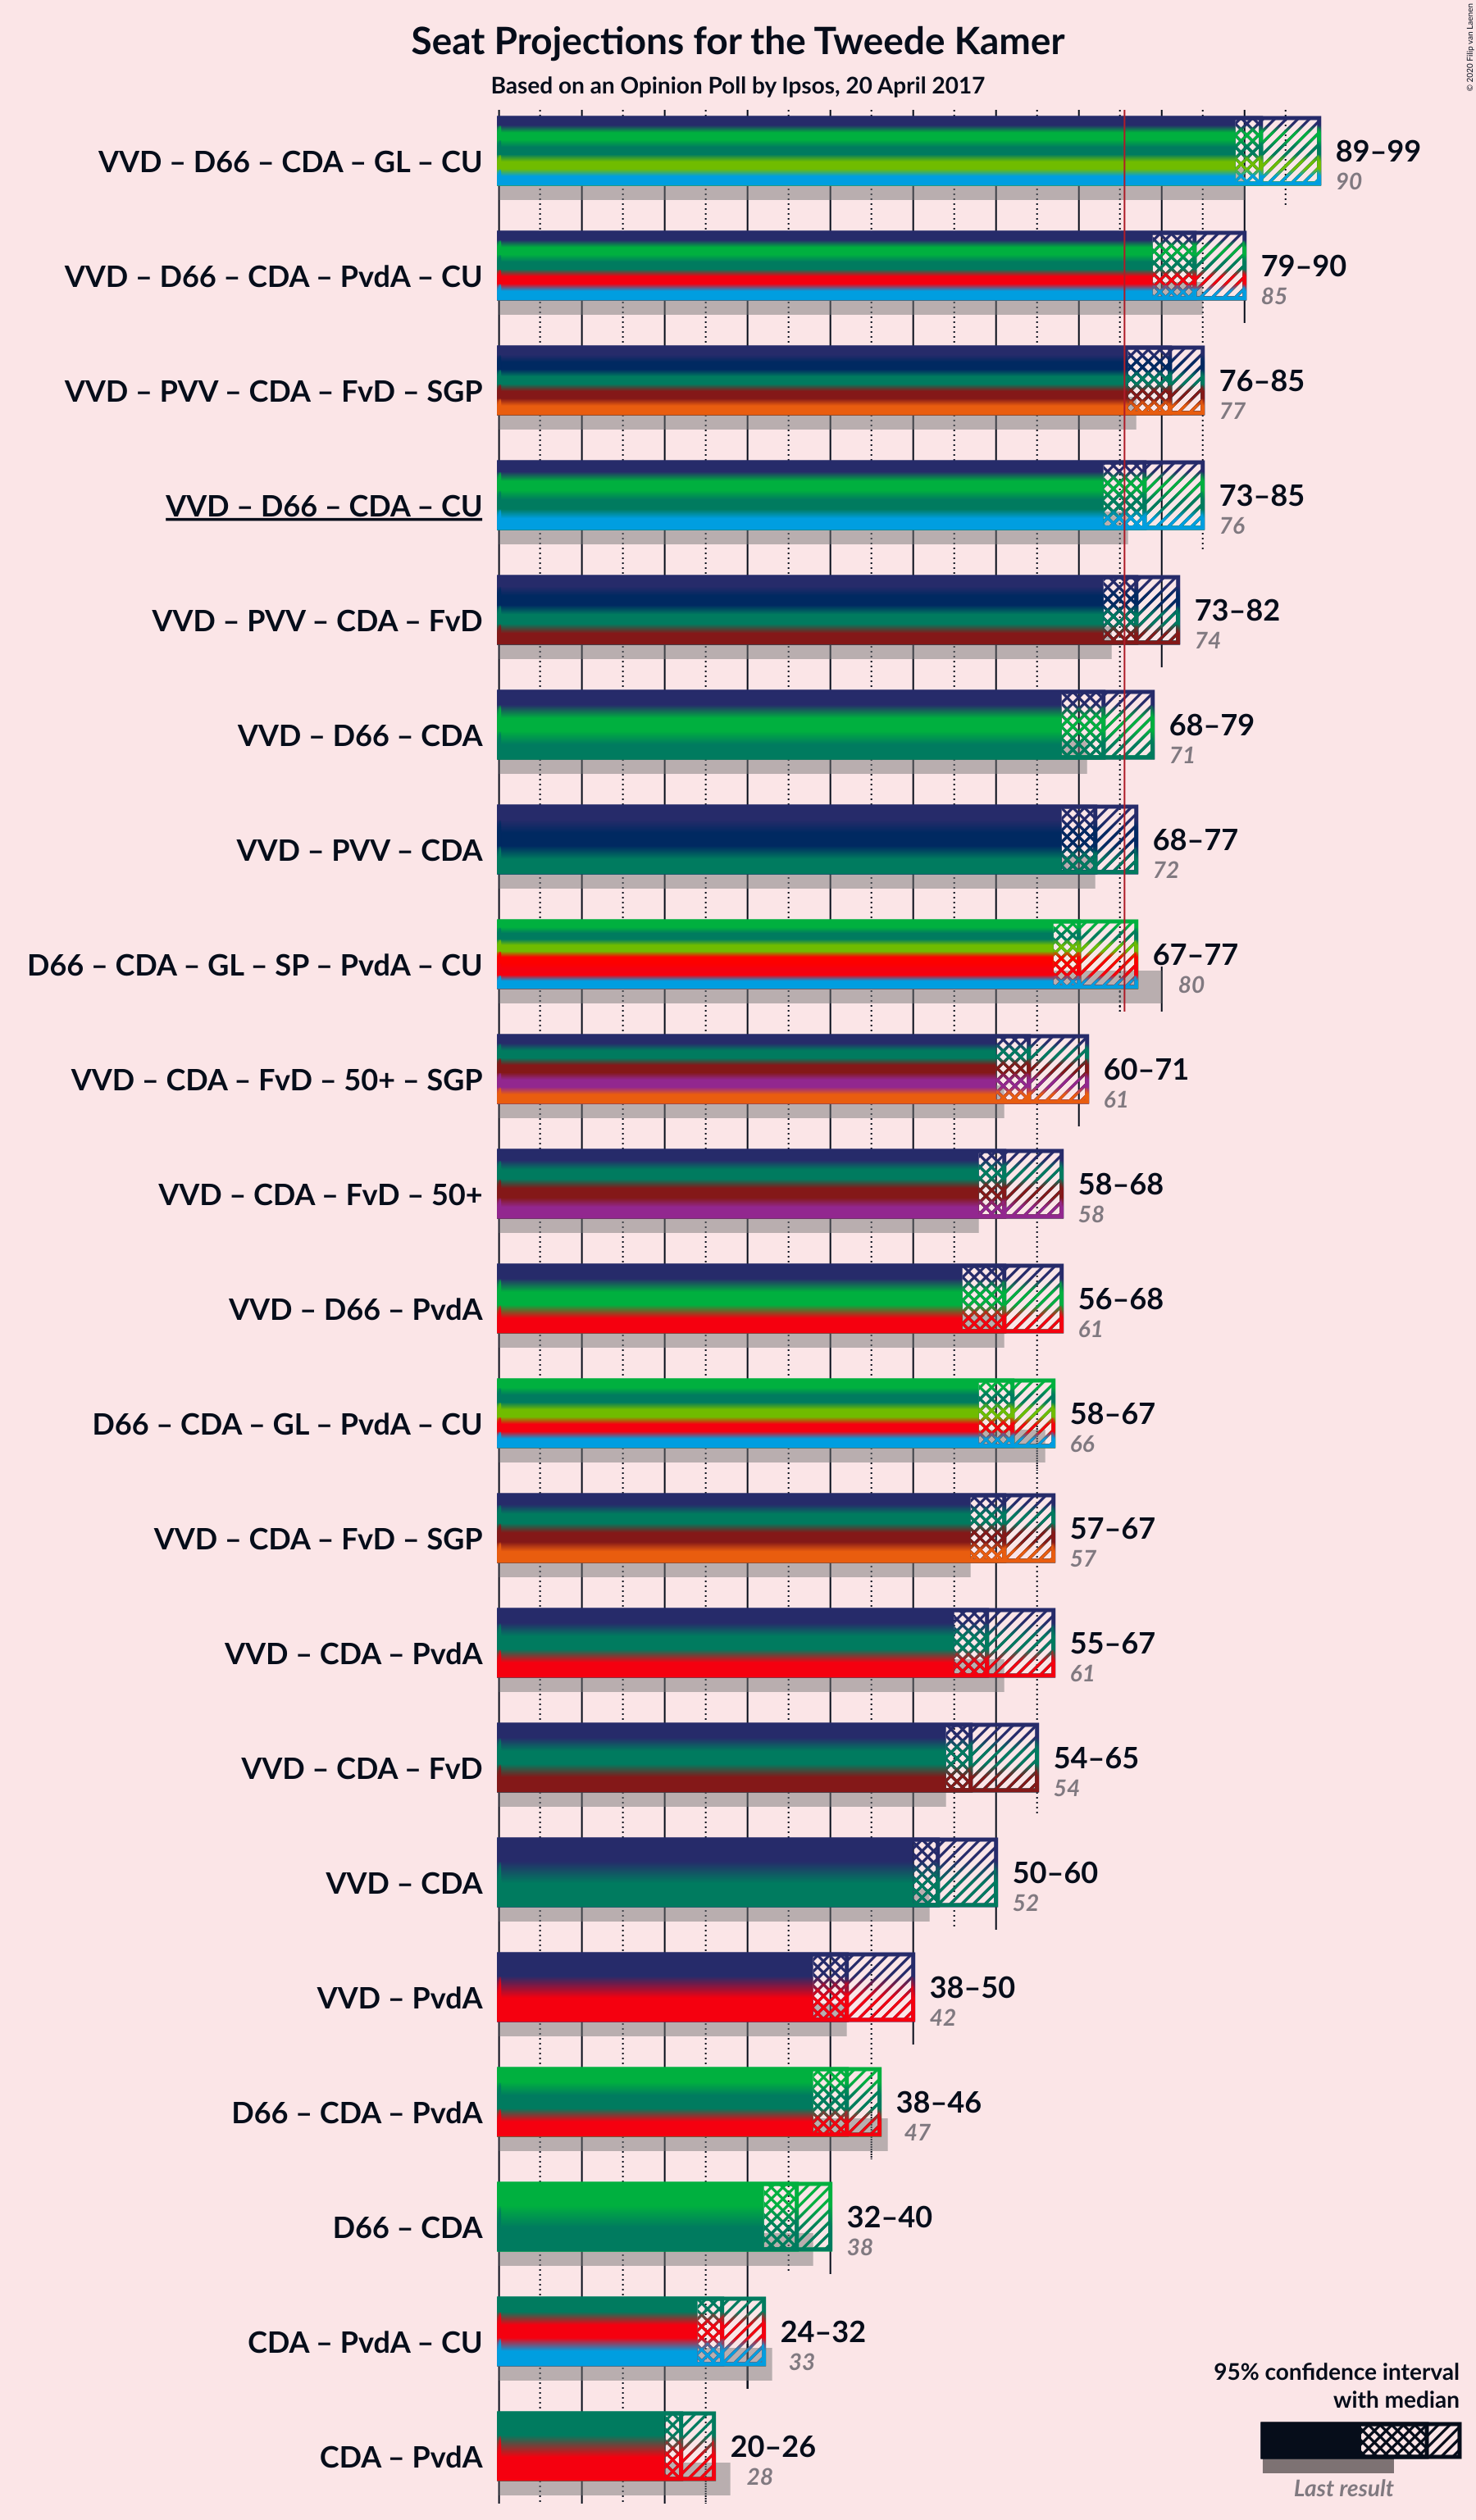 Seat Projections for the Tweede Kamer
Based on an Opinion Poll by Ipsos, 20 April 2017
© 2020 Filip van Laenen
VVD – D66 – CDA – GL – CU
89–99
90
VVD – D66 – CDA – PvdA – CU
79–90
85
VVD – PVV – CDA – FvD – SGP
76–85
77
VVD – D66 – CDA – CU
73–85
76
VVD – PVV – CDA – FvD
73–82
74
VVD – D66 – CDA
68–79
71
VVD – PVV – CDA
68–77
72
D66 – CDA – GL – SP – PvdA – CU
67–77
80
VVD – CDA – FvD – 50+ – SGP
60–71
61
VVD – CDA – FvD – 50+
58–68
58
VVD – D66 – PvdA
56–68
61
D66 – CDA – GL – PvdA – CU
58–67
66
VVD – CDA – FvD – SGP
57–67
57
VVD – CDA – PvdA
55–67
61
VVD – CDA – FvD
54–65
54
VVD – CDA
50–60
52
VVD – PvdA
38–50
42
D66 – CDA – PvdA
38–46
47
D66 – CDA
32–40
38
CDA – PvdA – CU
24–32
33
CDA – PvdA
20–26
28
95% confidence interval
with median
Last result